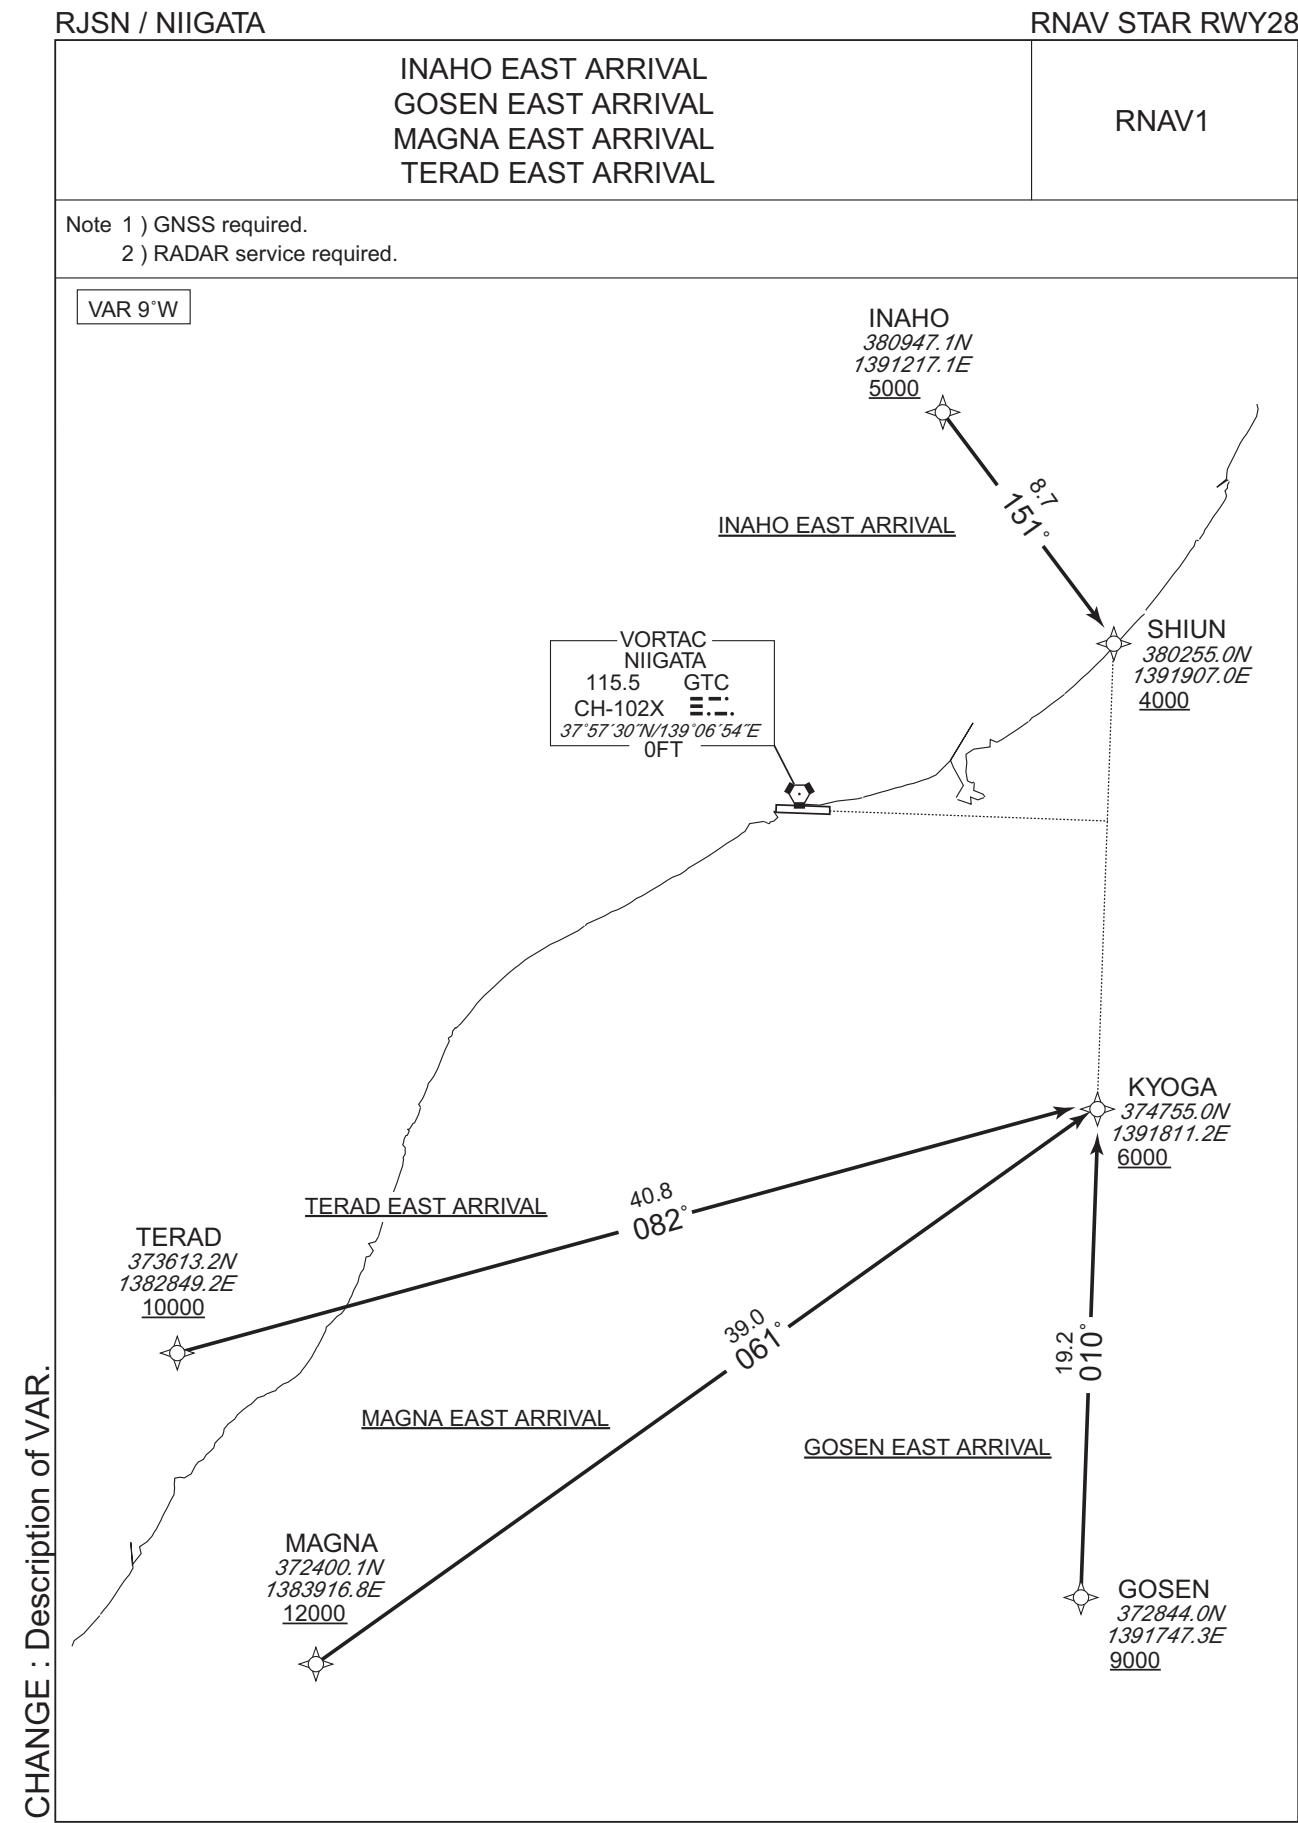 RJSN / NIIGATA
RNAV STAR RWY28
INAHO EAST ARRIVAL
GOSEN EAST ARRIVAL
MAGNA EAST ARRIVAL
TERAD EAST ARRIVAL
RNAV1
Note 1 ) GNSS required.
2 ) RADAR service required.
VAR 9˚W
INAHO
380947.1N
1391217.1E
5000
8.7
151˚
INAHO EAST ARRIVAL
SHIUN
380255.0N
1391907.0E
4000
VORTAC
NIIGATA
115.5 GTC
CH-102X
37˚57´30˝N/139˚06´54˝E
0FT
KYOGA
374755.0N
1391811.2E
6000
TERAD EAST ARRIVAL
40.8
082˚
TERAD
373613.2N
1382849.2E
10000
39.0
061˚
19.2
010˚
MAGNA EAST ARRIVAL
GOSEN EAST ARRIVAL
MAGNA
372400.1N
1383916.8E
12000
GOSEN
372844.0N
1391747.3E
9000
CHANGE : Description of VAR.